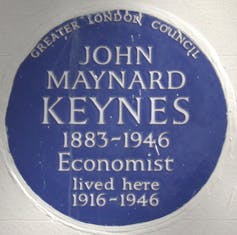 GREATER LONDON COUNCIL
JOHN
MAYNARD
KEYNES
1883~1946
Economist
lived here
1916~1946